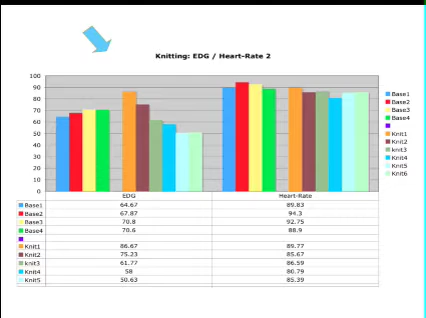 Knitting: EDG / Heart-Rate 2
100
90
80
70
60
50
40
30
20
10
0
Base1
Base2
Base3
Base4
Knit1
Knit2
knit3
Knit4
Knit5
Knit6
EDG Heart-Rate
Base1 64.67 89.83
Base2 67.87 94.3
Base3 70.8 92.75
Base4 70.6 88.9
Knit1 86.67 89.77
Knit2 75.23 85.67
knit3 61.77 86.59
Knit4 58 80.79
Knit5 50.63 85.39